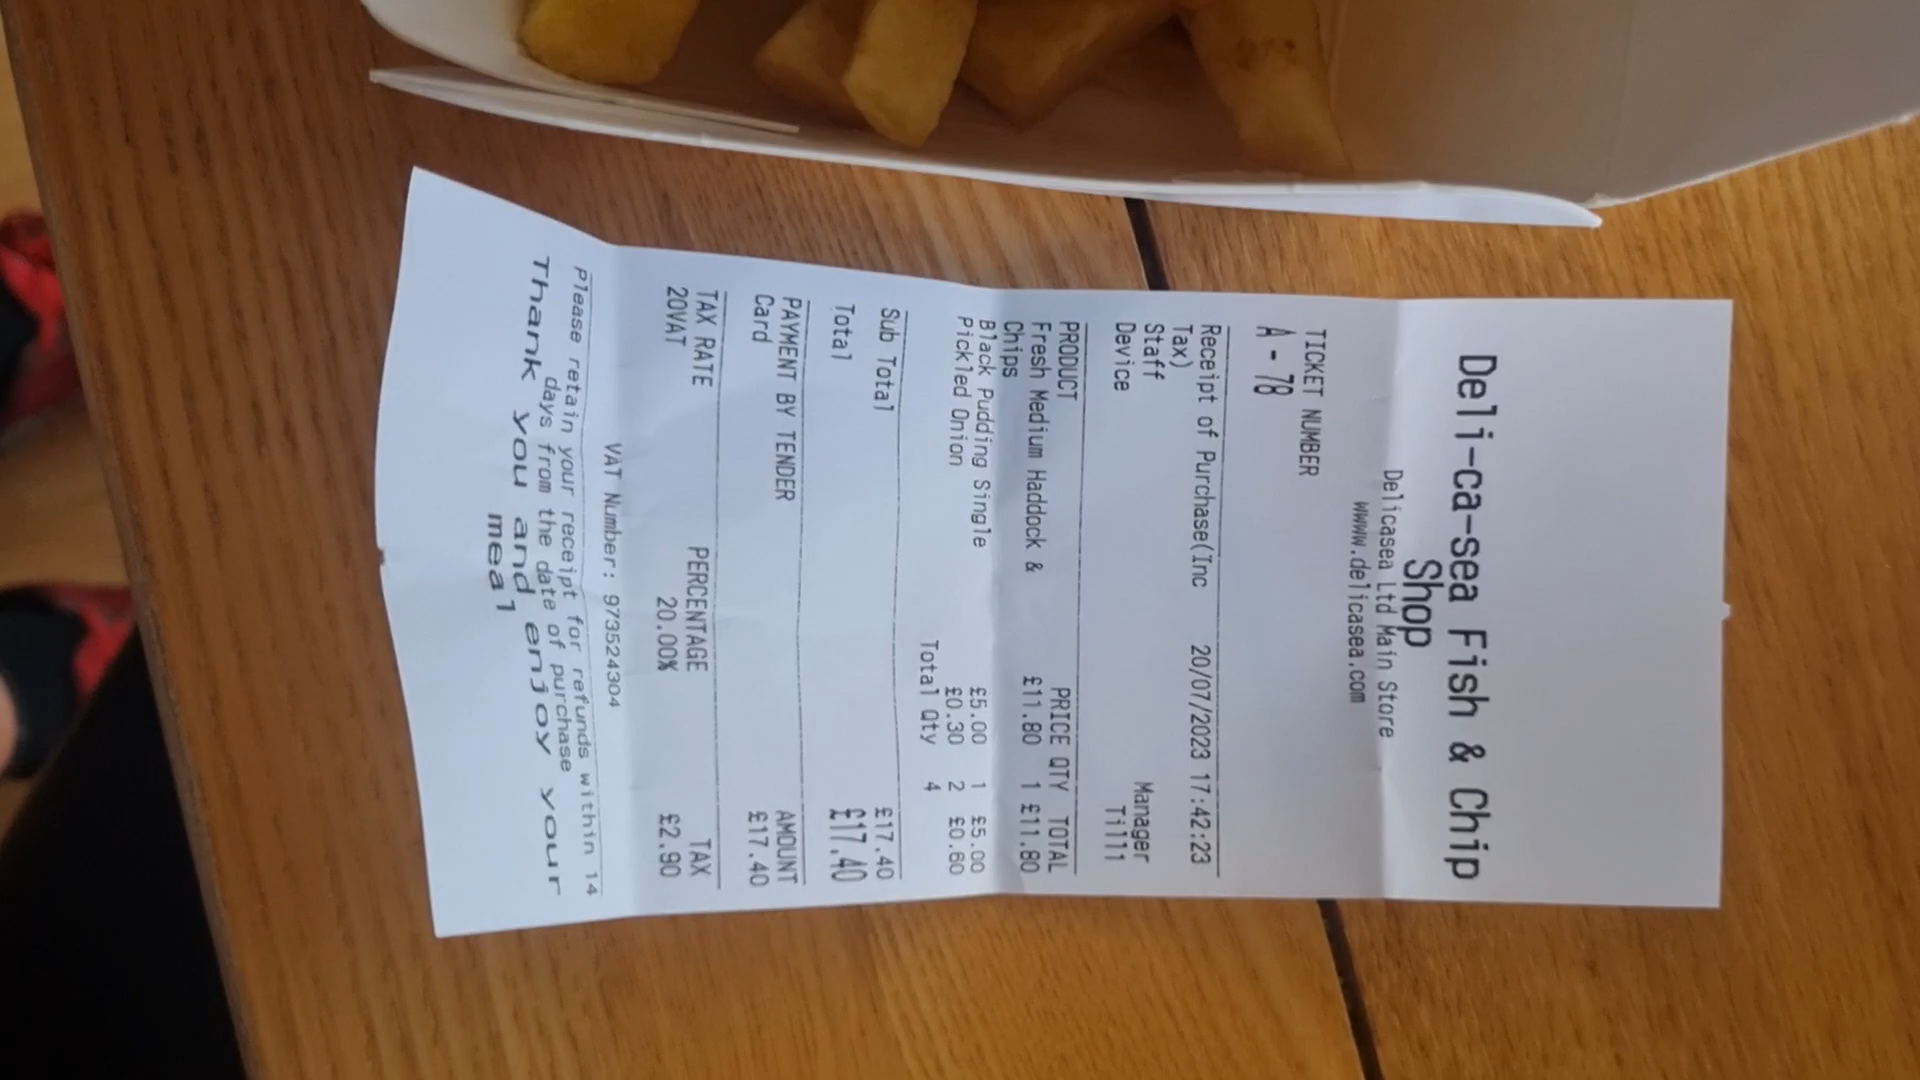 Deli-ca-sea Fish & Chip
Shop
Delicasea Ltd Main Store
www.delicasea.com
TICKET NUMBER
A - 78
Receipt of Purchase(Inc 20/07/2023 17:42:23
Tax)
Staff Manager
Device Till1
PRODUCT PRICE QTY TOTAL
Fresh Medium Haddock & £11.80 1 £11.80
Chips
Black Pudding Single £5.00 1 £5.00
Pickled Onion £0.30 2 £0.60
Total Qty 4
Sub Total £17.40
Total £17.40
PAYMENT BY TENDER AMOUNT
Card £17.40
TAX RATE PERCENTAGE TAX
20VAT 20.00% £2.90
VAT Number: 973524304
Please retain your receipt for refunds within 14
days from the date of purchase
Thank you and enjoy your
meal